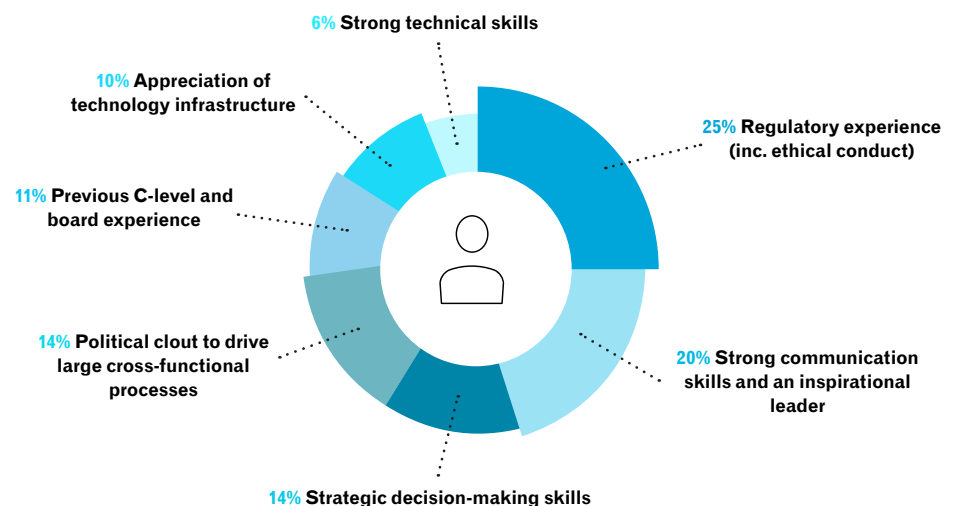 6% Strong technical skills
10% Appreciation of
technology infrastructure
25% Regulatory experience
(inc. ethical conduct)
11% Previous C-level and
board experience
14% Political clout to drive
large cross-functional
processes
20% Strong communication
skills and an inspirational
leader
14% Strategic decision-making skills